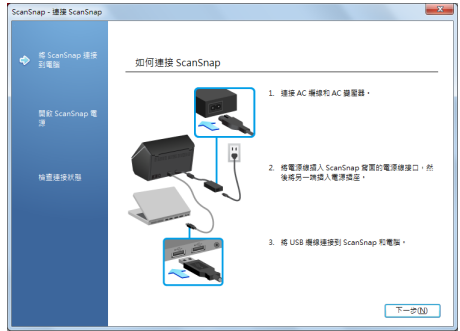 ScanSnap - 連接 ScanSnap
將 ScanSnap 連接
到電腦
開啟 ScanSnap 電
源
檢查連接狀態
如何連接 ScanSnap
1. 連接 AC 纜線和 AC 變壓器。
2. 將電源線插入 ScanSnap 背面的電源線接口，然
後將另一端插入電源插座。
3. 將 USB 纜線連接到 ScanSnap 和電腦。
下一步(N)